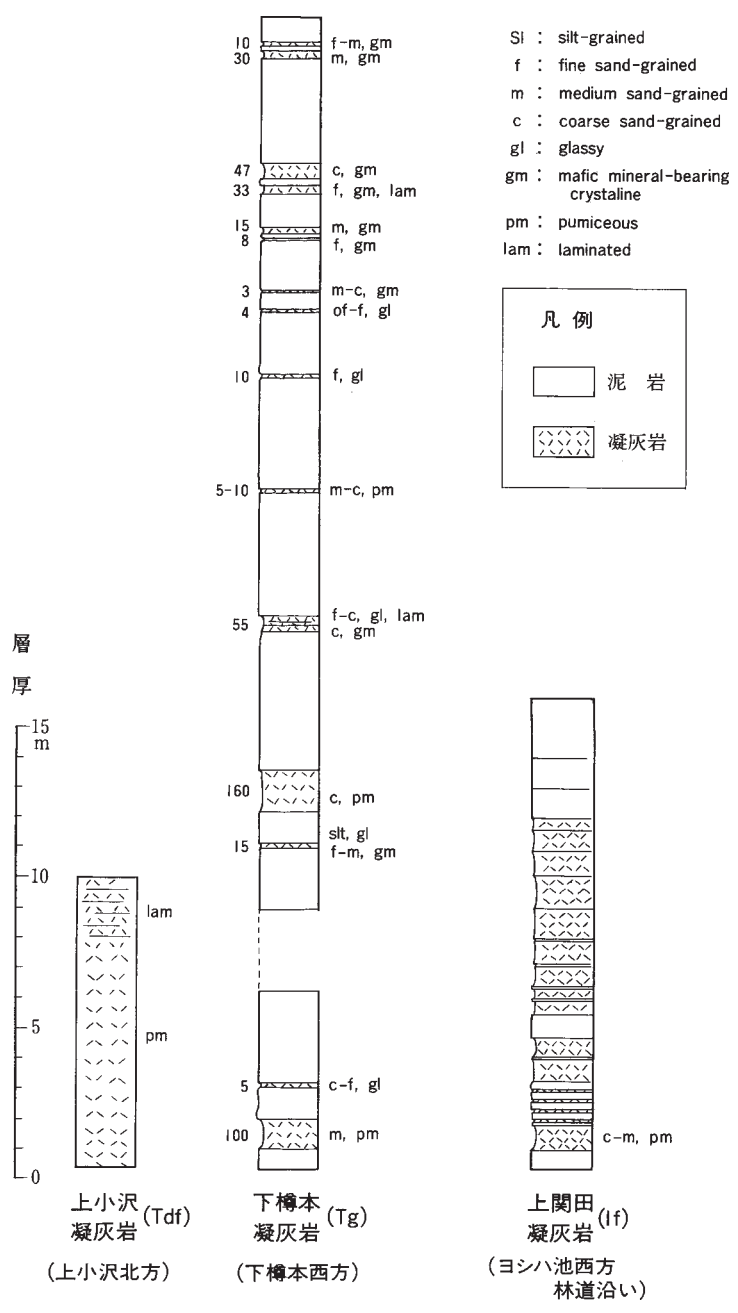 10 f-m, gm
30 m, gm
47 c, gm
33 f, gm, lam
15 m, gm
8 f, gm
3 m-c, gm
4 of-f, gl
10 f, gl
5-10 m-c, pm
f-c, gl, lam
55 c, gm
160 c, pm
slt, gl
15 f-m, gm
5 c-f, gl
100 m, pm
Sl : silt-grained
f : fine sand-grained
m : medium sand-grained
c : coarse sand-grained
gl : glassy
gm : mafic mineral-bearing
crystaline
pm : pumiceous
lam : laminated
凡 例
泥 岩
凝灰岩
層
厚
15
m
10
5
0
lam
pm
c-m, pm
上小沢
凝灰岩(Tdf)
(上小沢北方)
下樽本
凝灰岩(Tg)
(下樽本西方)
上関田
凝灰岩(If)
(ヨシハ池西方
林道沿い)